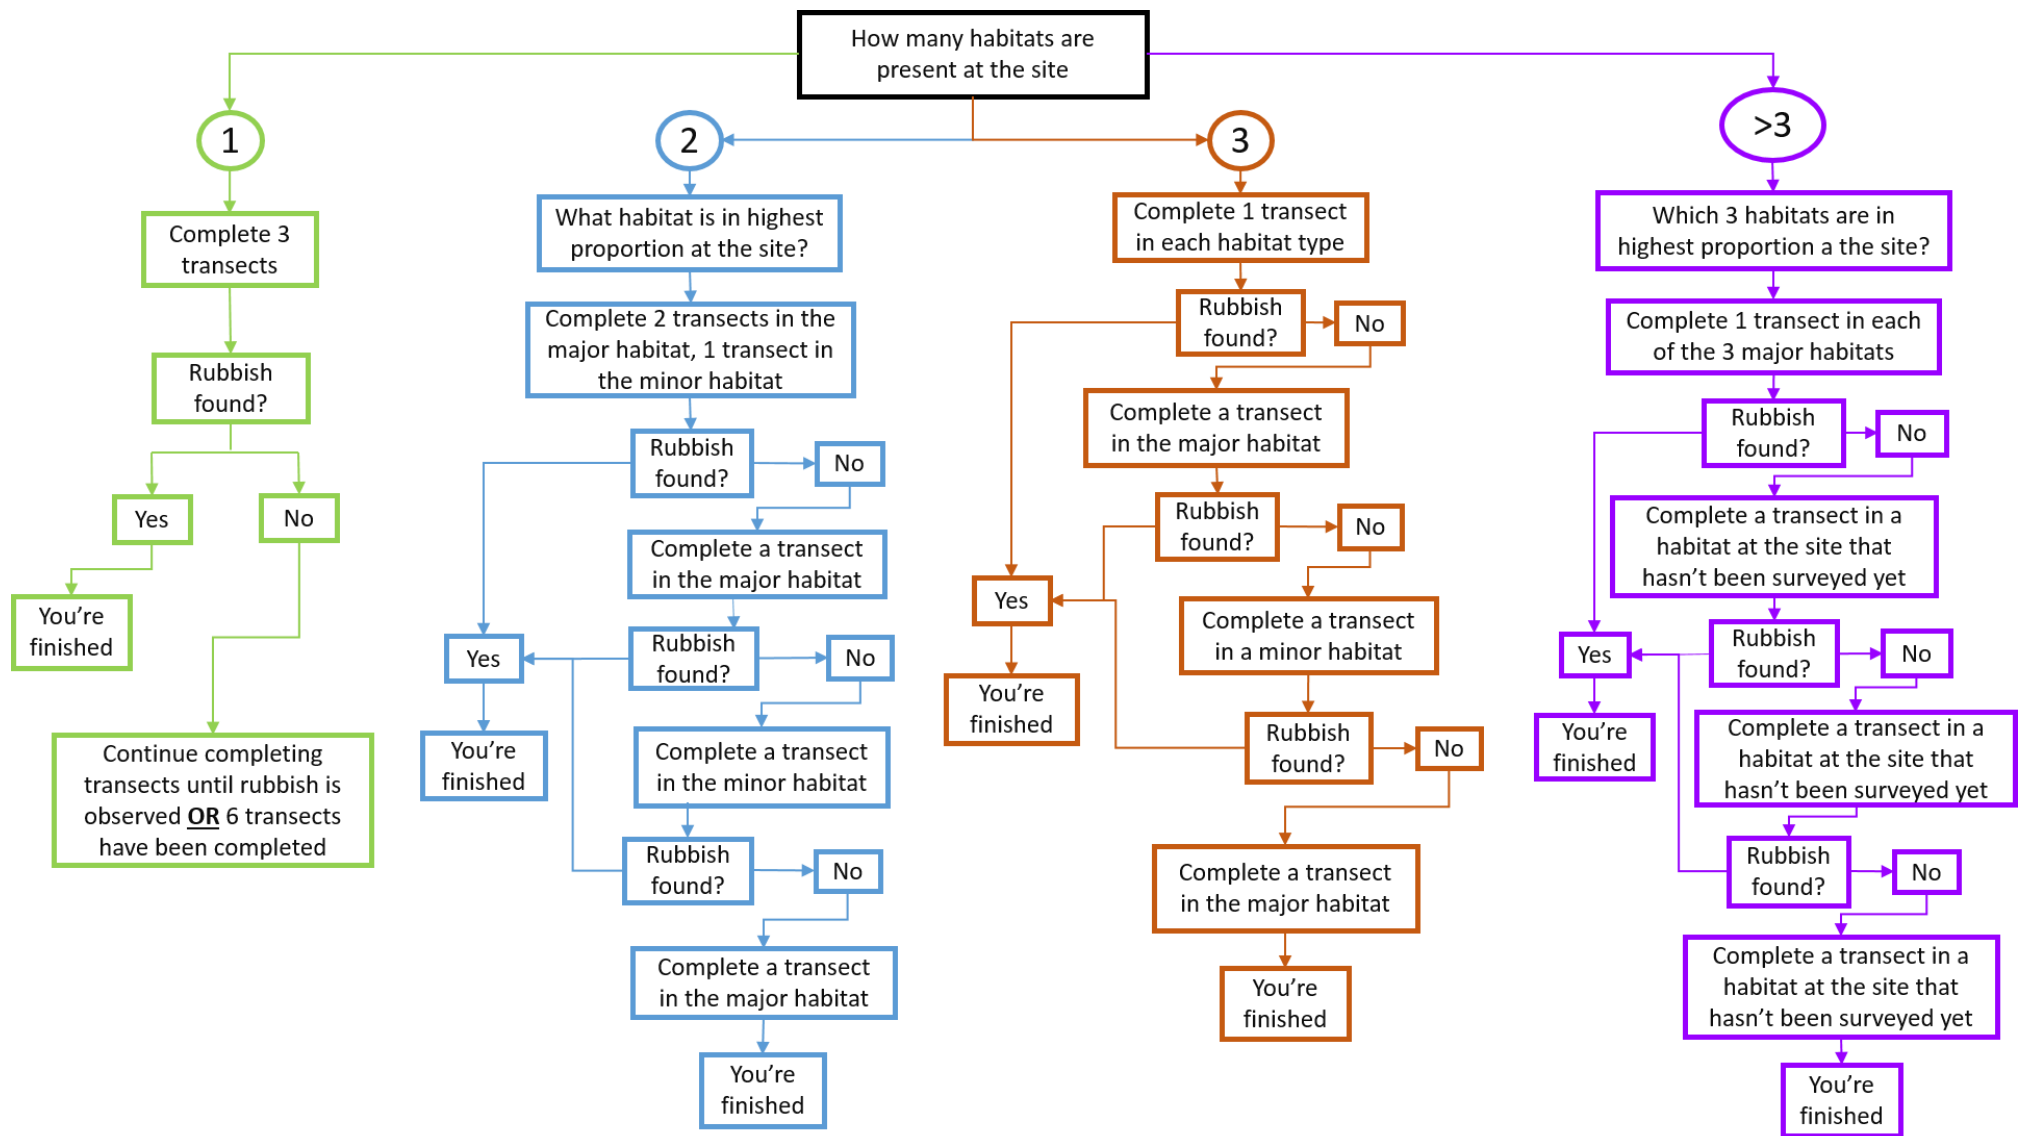 How many habitats are
present at the site
1
Complete 3
transects
Rubbish
found?
Yes
No
You're
finished
Continue completing
transects until rubbish is
observed OR 6 transects
have been completed
2
What habitat is in highest
proportion at the site?
Complete 2 transects in the
major habitat, 1 transect in
the minor habitat
Rubbish
found?
No
Complete a transect
in the major habitat
Rubbish
found?
No
Yes
You're
finished
Complete a transect
in the minor habitat
Rubbish
found?
No
Complete a transect
in the major habitat
You're
finished
3
Complete 1 transect
in each habitat type
Rubbish
found?
No
Complete a transect
in the major habitat
Rubbish
found?
No
Yes
You're
finished
Complete a transect
in a minor habitat
Rubbish
found?
No
Complete a transect
in the major habitat
You're
finished
>3
Which 3 habitats are in
highest proportion a the site?
Complete 1 transect in each
of the 3 major habitats
Rubbish
found?
No
Complete a transect in a
habitat at the site that
hasn't been surveyed yet
Rubbish
found?
No
Yes
You're
finished
Complete a transect in a
habitat at the site that
hasn't been surveyed yet
Rubbish
found?
No
Complete a transect in a
habitat at the site that
hasn't been surveyed yet
You're
finished